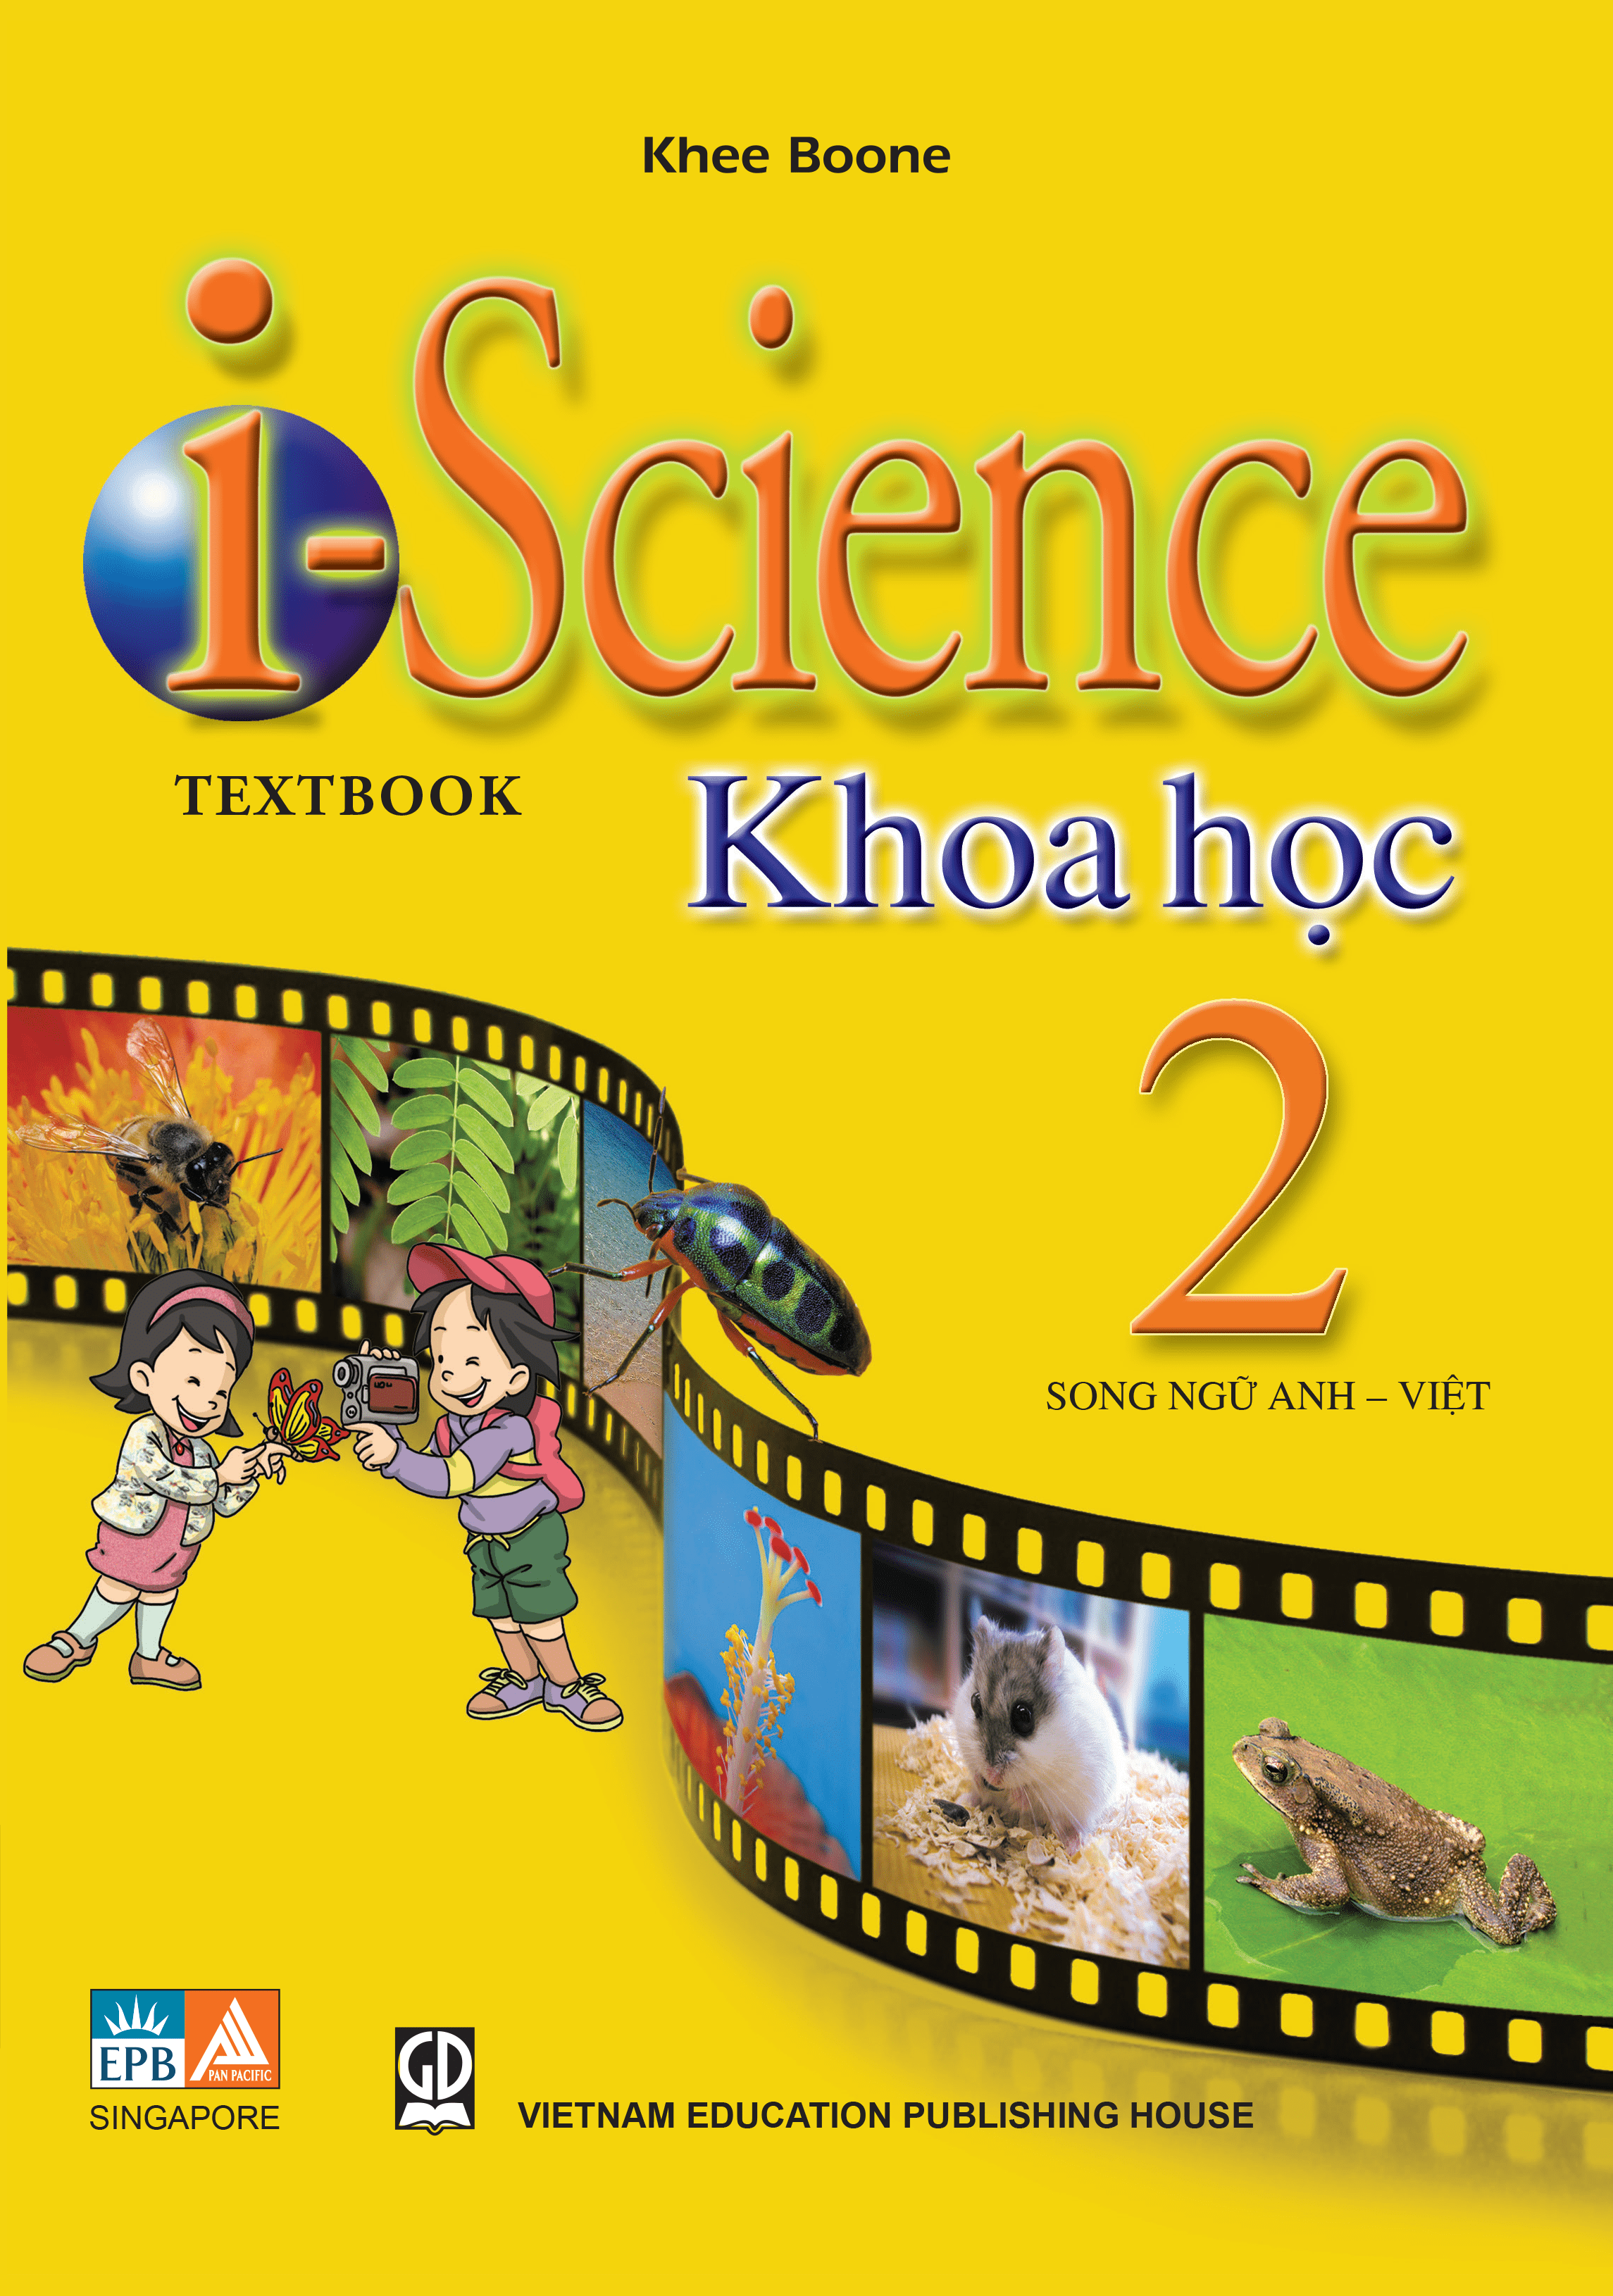 Khee Boone
i-Science
TEXTBOOK
Khoa học
2
SONG NGỮ ANH – VIỆT
EPB
PAN PACIFIC
SINGAPORE
GD
VIETNAM EDUCATION PUBLISHING HOUSE